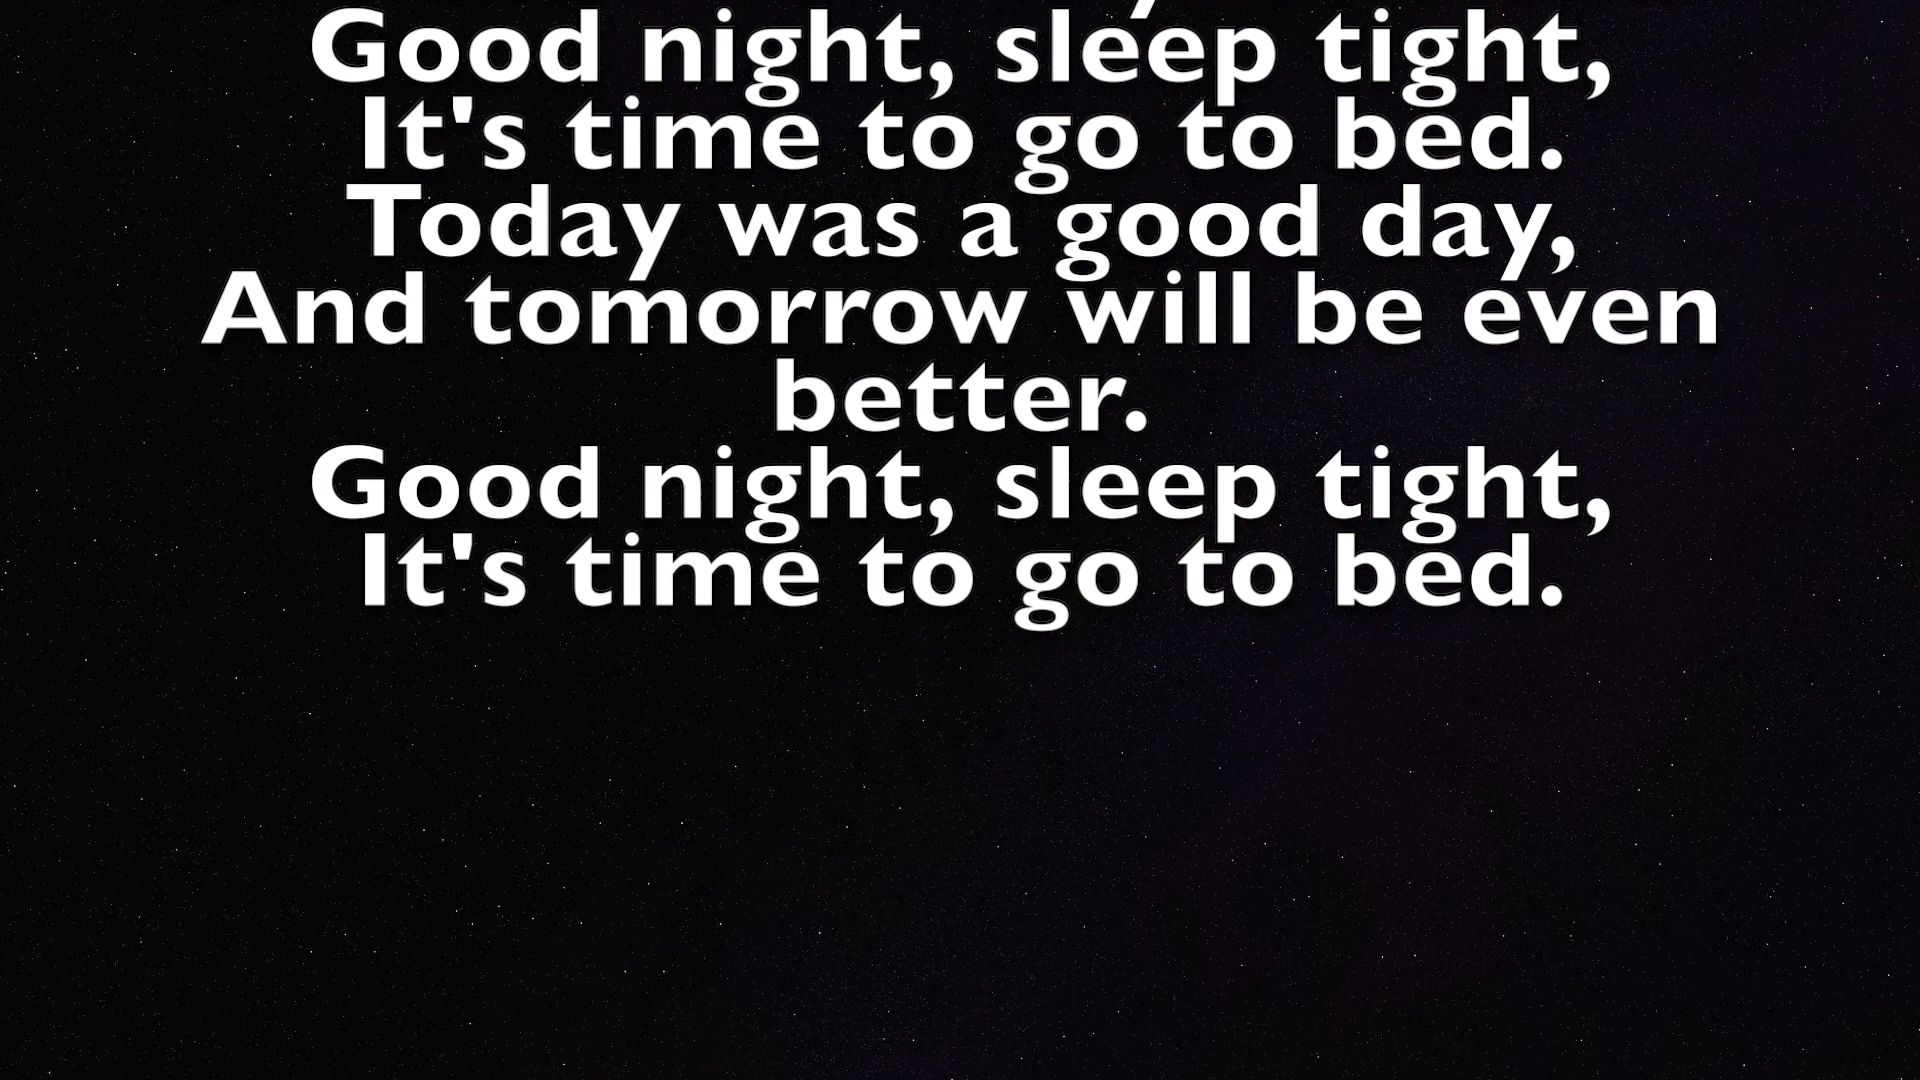 Good night, sleep tight,
It's time to go to bed.
Today was a good day,
And tomorrow will be even
better.
Good night, sleep tight,
It's time to go to bed.